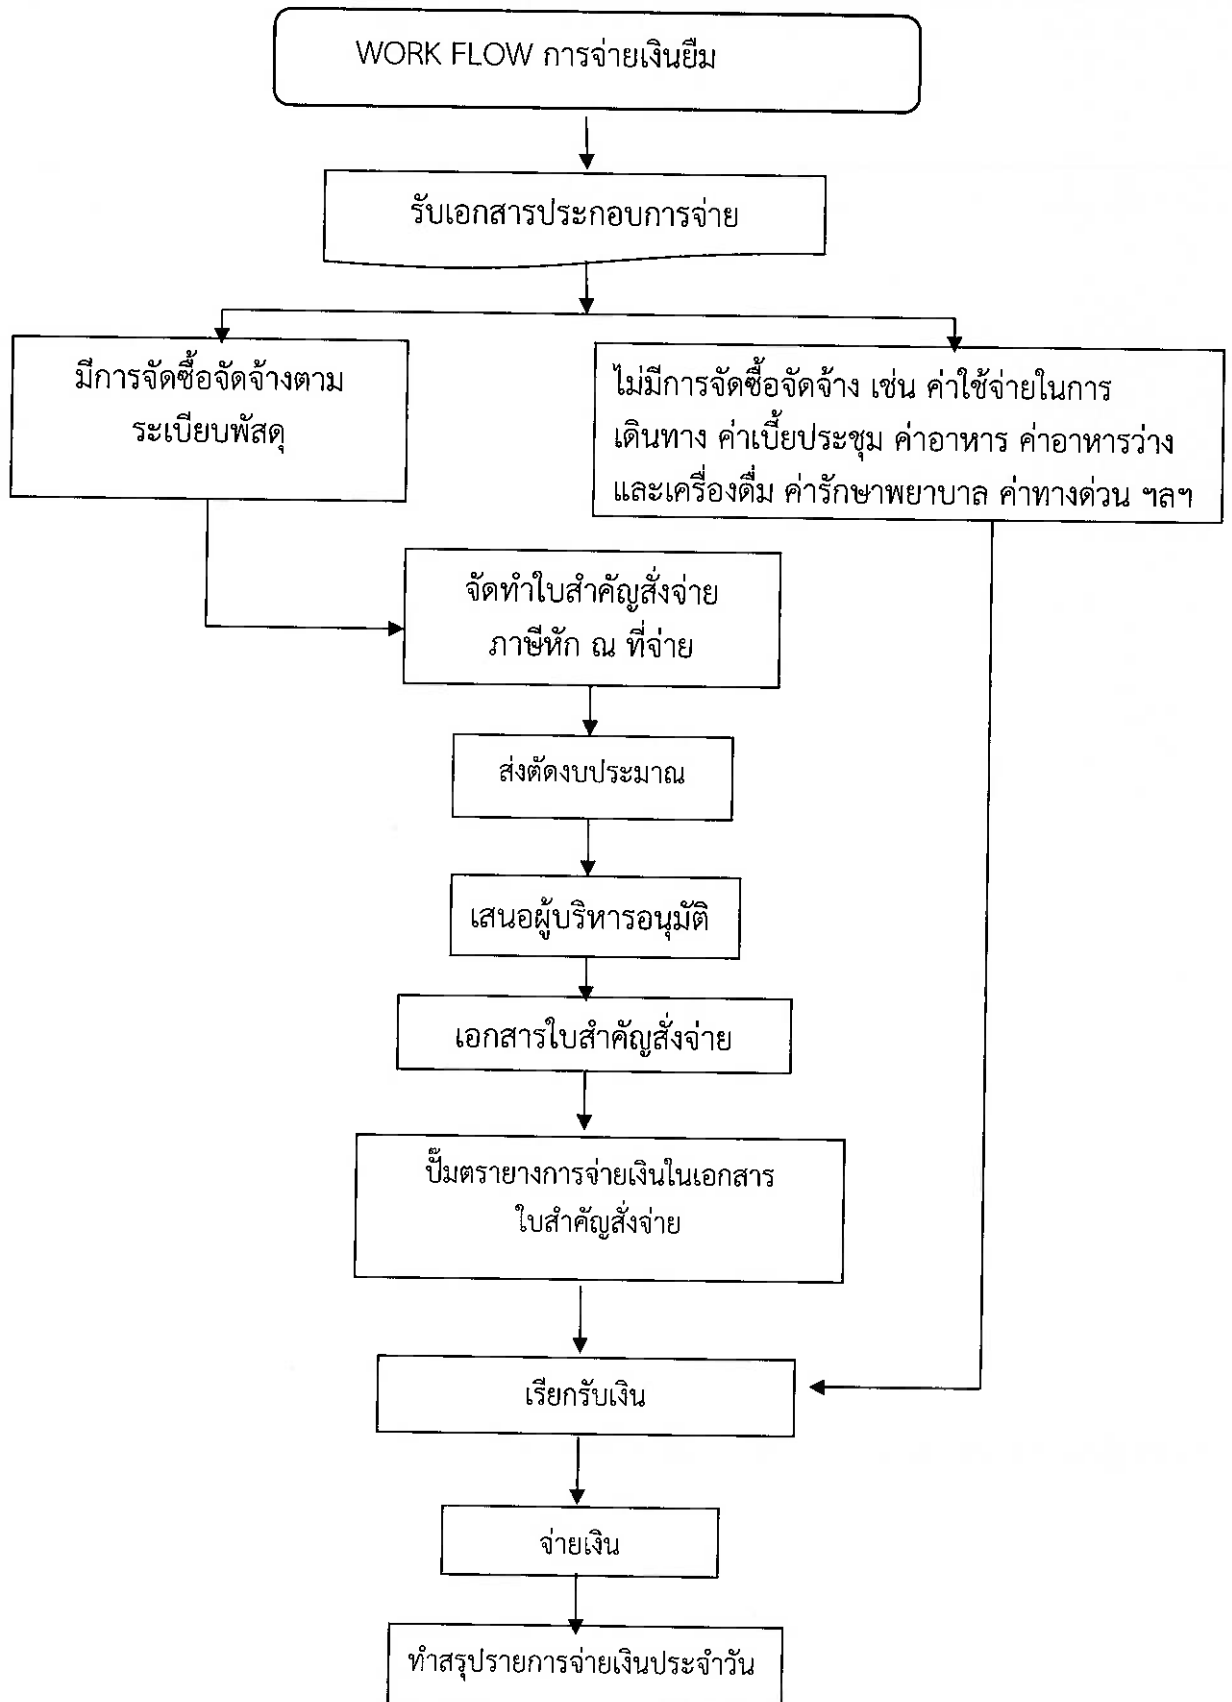 WORK FLOW การจ่ายเงินยืม
รับเอกสารประกอบการจ่าย
มีการจัดซื้อจัดจ้างตาม
ระเบียบพัสดุ
ไม่มีการจัดซื้อจัดจ้าง เช่น ค่าใช้จ่ายในการ
เดินทาง ค่าเบี้ยประชุม ค่าอาหาร ค่าอาหารว่าง
และเครื่องดื่ม ค่ารักษาพยาบาล ค่าทางด่วน ฯลฯ
จัดทำใบสำคัญสั่งจ่าย
ภาษีหัก ณ ที่จ่าย
ส่งตัดงบประมาณ
เสนอผู้บริหารอนุมัติ
เอกสารใบสำคัญสั่งจ่าย
ปั๊มตรายางการจ่ายเงินในเอกสาร
ใบสำคัญสั่งจ่าย
เรียกรับเงิน
จ่ายเงิน
ทำสรุปรายการจ่ายเงินประจำวัน